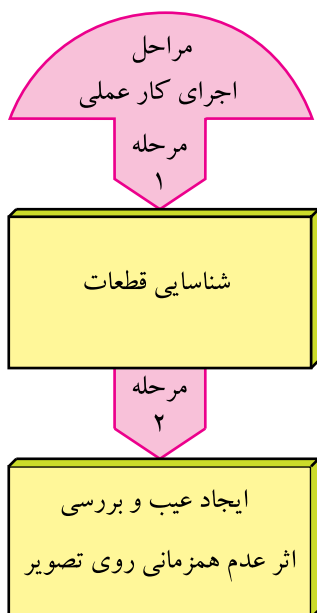 مراحل
اجرای کار عملی
مرحله
۱
شناسایی قطعات
مرحله
۲
ایجاد عیب و بررسی
اثر عدم همزمانی روی تصویر